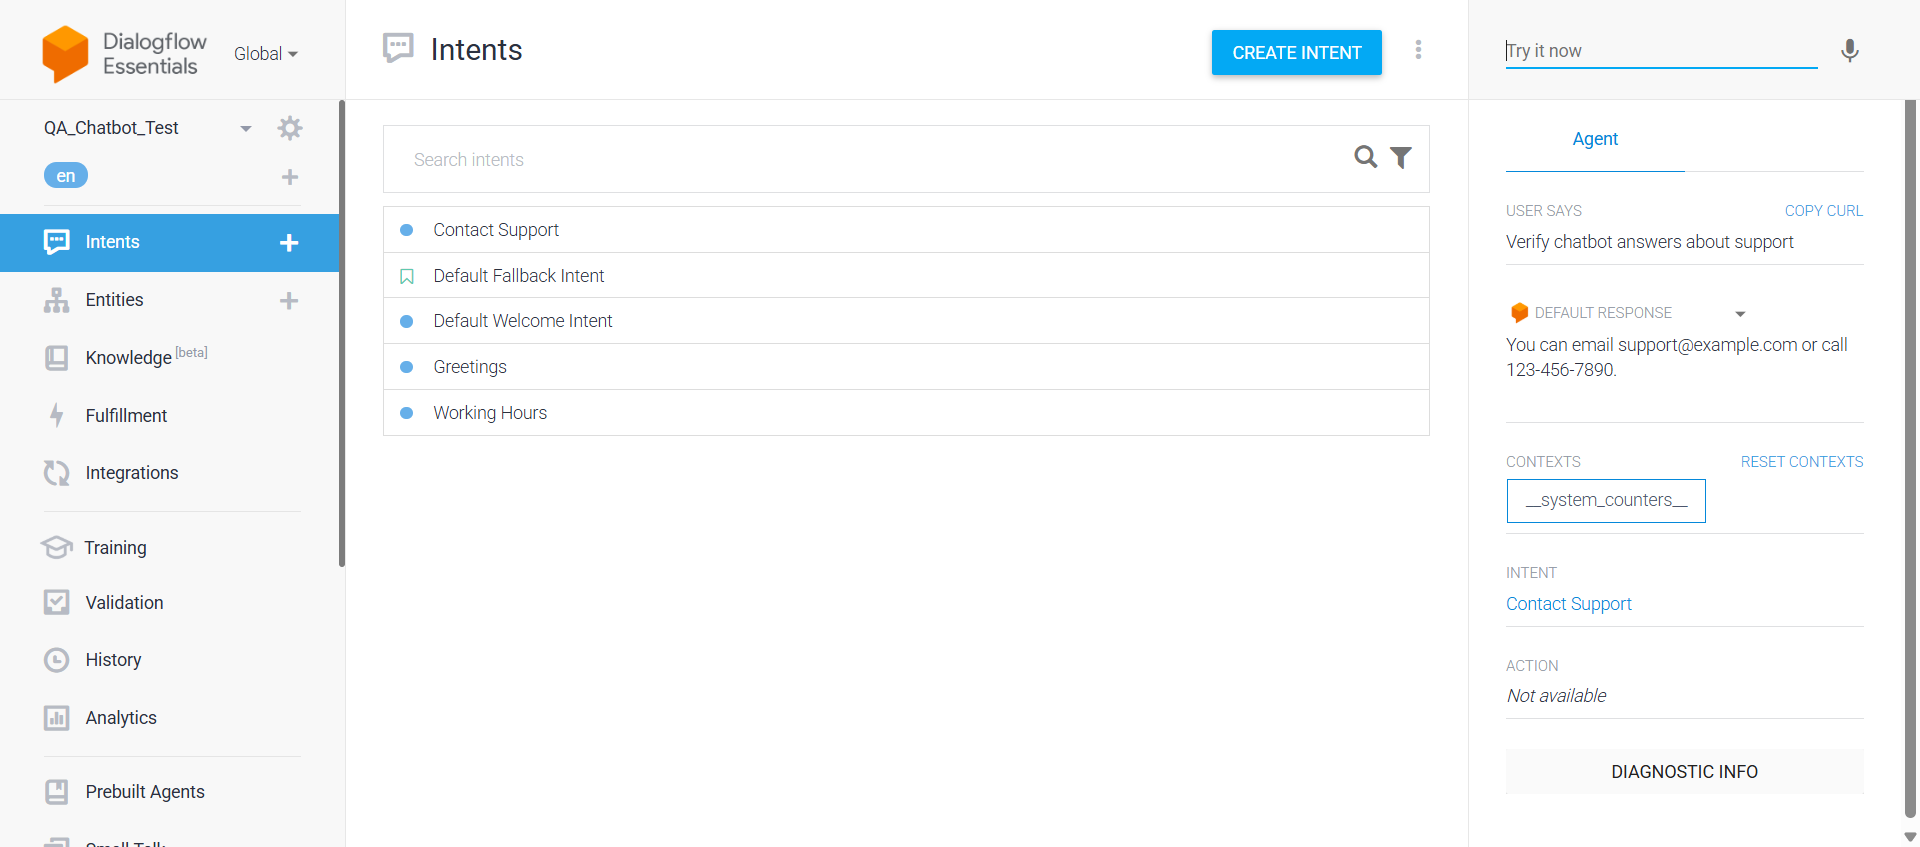 Dialogflow
Essentials
Global
QA_Chatbot_Test
en
Intents
Entities
Knowledge [beta]
Fulfillment
Integrations
Training
Validation
History
Analytics
Prebuilt Agents
Small Talk
Intents
CREATE INTENT
Search intents
Contact Support
Default Fallback Intent
Default Welcome Intent
Greetings
Working Hours
Try it now
Agent
USER SAYS COPY CURL
Verify chatbot answers about support
DEFAULT RESPONSE
You can email support@example.com or call
123-456-7890.
CONTEXTS RESET CONTEXTS
__system_counters__
INTENT
Contact Support
ACTION
Not available
DIAGNOSTIC INFO